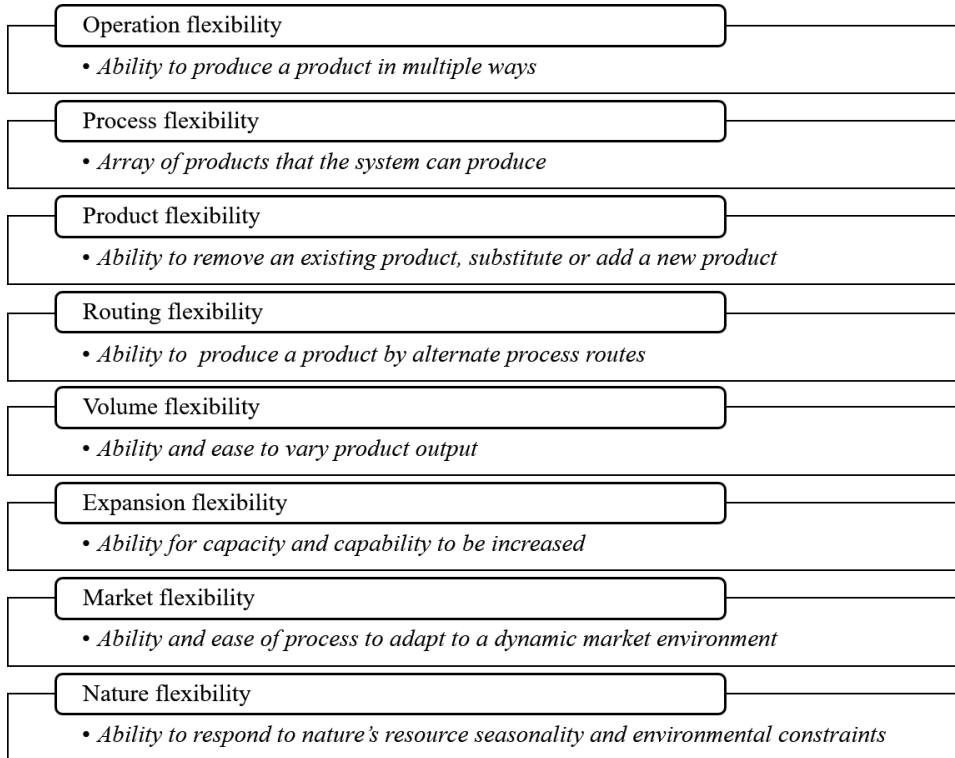 Operation flexibility
• Ability to produce a product in multiple ways
Process flexibility
• Array of products that the system can produce
Product flexibility
• Ability to remove an existing product, substitute or add a new product
Routing flexibility
• Ability to  produce a product by alternate process routes
Volume flexibility
• Ability and ease to vary product output
Expansion flexibility
• Ability for capacity and capability to be increased
Market flexibility
• Ability and ease of process to adapt to a dynamic market environment
Nature flexibility
• Ability to respond to nature’s resource seasonality and environmental constraints